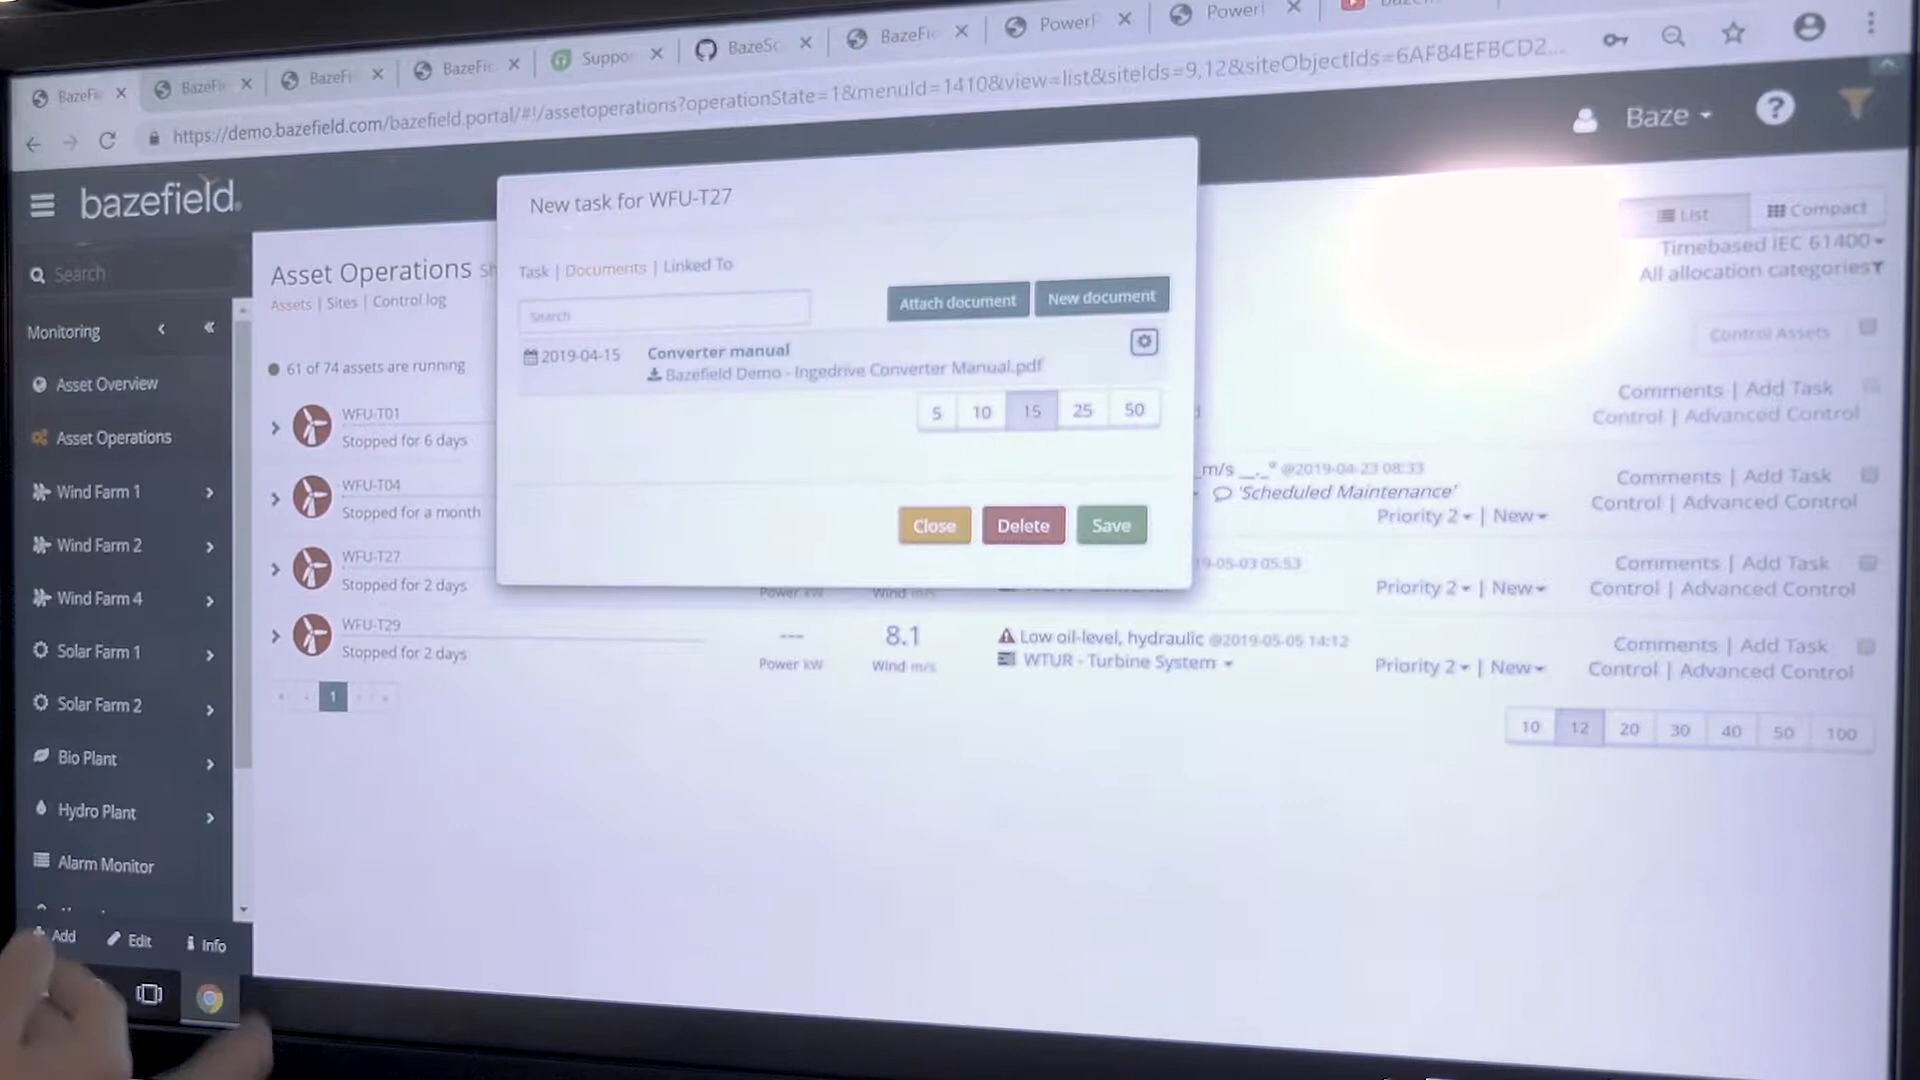 BazeFi
BazeFi
BazeFi
BazeFi
Suppo
BazeSc
BazeFi
Power
Power
https://demo.bazefield.com/bazefield.portal/#!/assetoperations?operationState=1&menuId=1410&view=list&siteIds=9,12&siteObjectIds=6AF84EFBCD2...
bazefield
Baze
?
Search
Monitoring
Asset Overview
Asset Operations
Wind Farm 1
Wind Farm 2
Wind Farm 4
Solar Farm 1
Solar Farm 2
Bio Plant
Hydro Plant
Alarm Monitor
Add Edit Info
Asset Operations
Assets | Sites | Control log
61 of 74 assets are running
WFU-T01
Stopped for 6 days
WFU-T04
Stopped for a month
WFU-T27
Stopped for 2 days
WFU-T29
Stopped for 2 days
1
New task for WFU-T27
Task | Documents | Linked To
Search
Attach document
New document
2019-04-15
Converter manual
Bazefield Demo - Ingedrive Converter Manual.pdf
5 10 15 25 50
Close Delete Save
List Compact
Timebased IEC 61400
All allocation categories
Control Assets
Comments | Add Task
Control | Advanced Control
m/s @2019-04-23 08:33
'Scheduled Maintenance'
Priority 2 | New
Comments | Add Task
Control | Advanced Control
Power kW
Wind m/s
19-05-03 05:53
Priority 2 | New
Comments | Add Task
Control | Advanced Control
---
Power kW
8.1
Wind m/s
Low oil-level, hydraulic @2019-05-05 14:12
WTUR - Turbine System
Priority 2 | New
Comments | Add Task
Control | Advanced Control
10 12 20 30 40 50 100